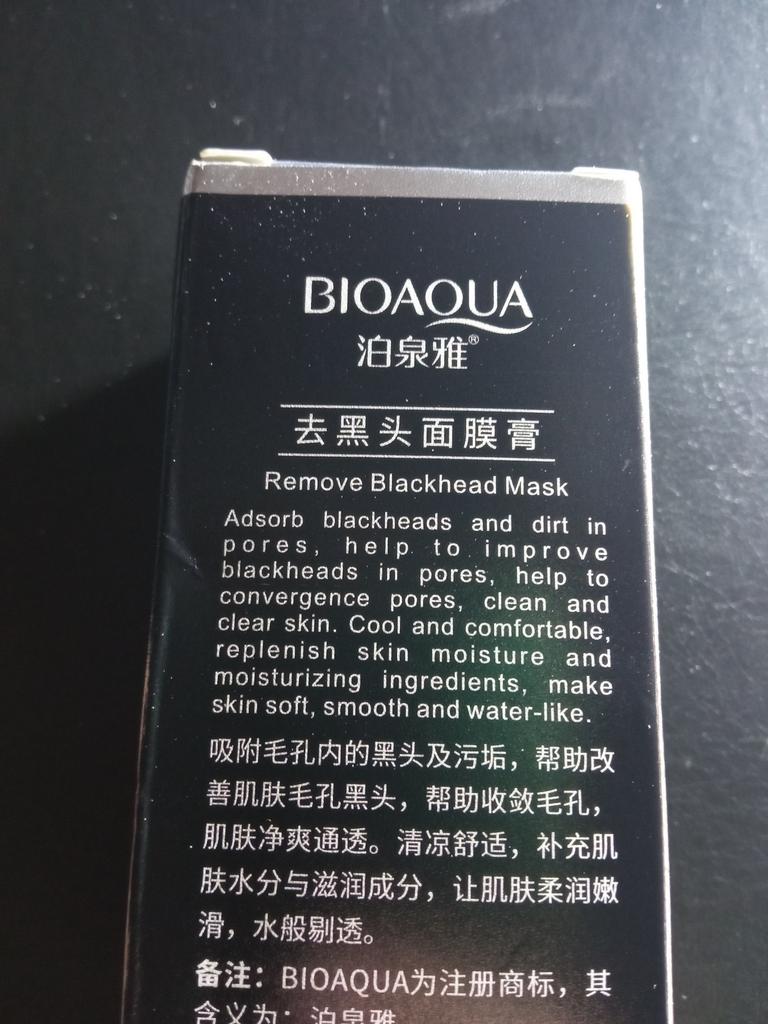 BIOAQUA
泊泉雅®
去黑头面膜膏
Remove Blackhead Mask
Adsorb blackheads and dirt in
pores, help to improve
blackheads in pores, help to
convergence pores, clean and
clear skin. Cool and comfortable,
replenish skin moisture and
moisturizing ingredients, make
skin soft, smooth and water-like.
吸附毛孔内的黑头及污垢，帮助改
善肌肤毛孔黑头，帮助收敛毛孔，
肌肤净爽通透。清凉舒适，补充肌
肤水分与滋润成分，让肌肤柔润嫩
滑，水般剔透。
备注：BIOAQUA为注册商标，其
含义为：泊泉雅